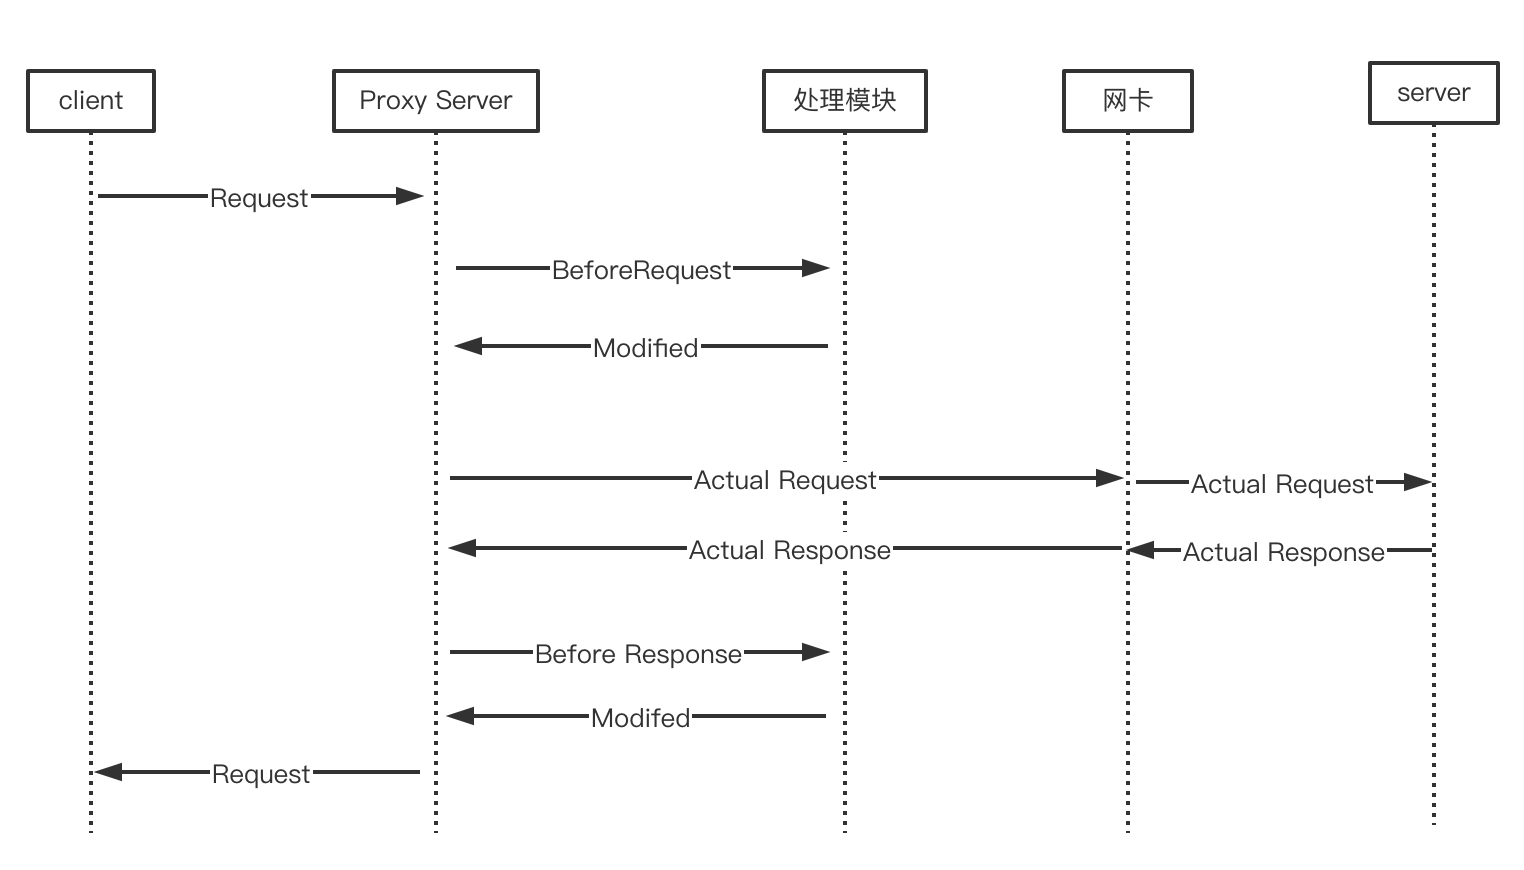 client
Proxy Server
处理模块
网卡
server
Request
BeforeRequest
Modified
Actual Request
Actual Request
Actual Response
Actual Response
Before Response
Modifed
Request